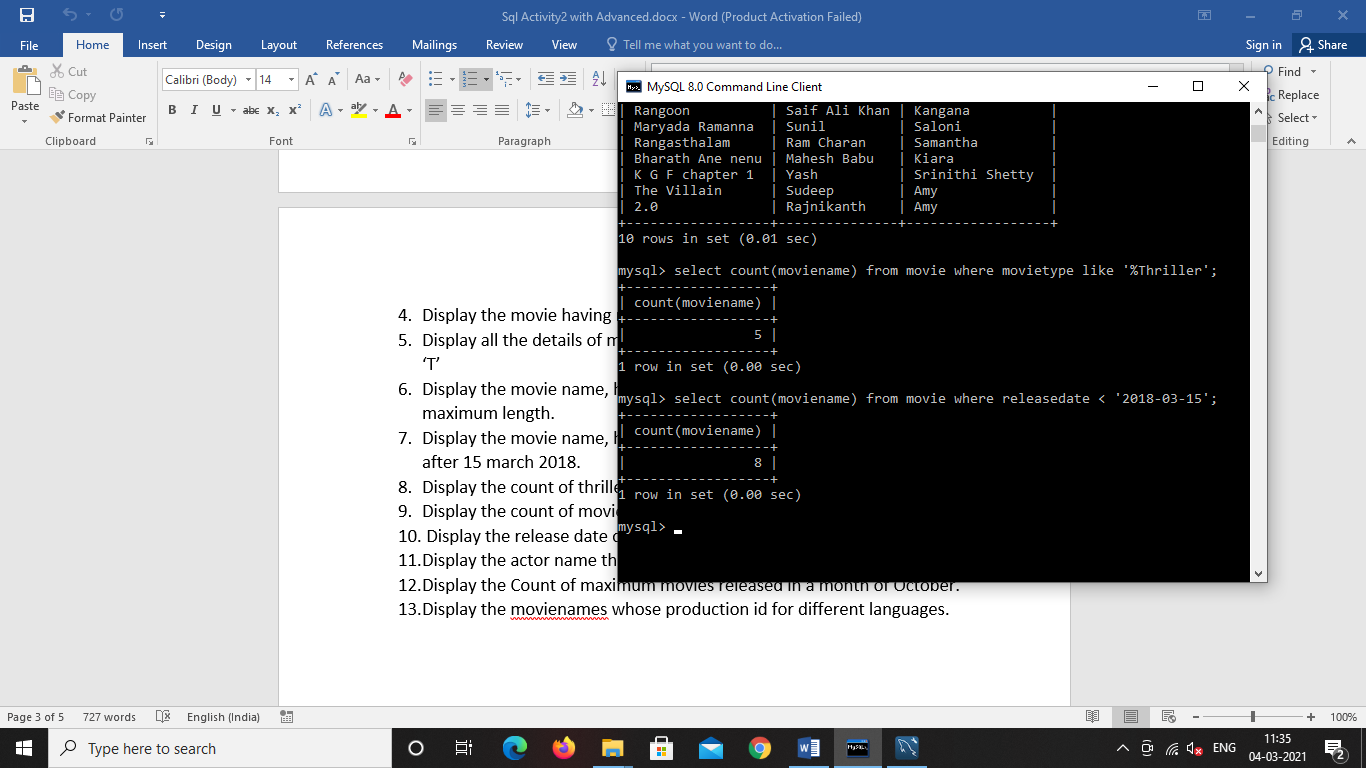 Sql Activity2 with Advanced.docx - Word (Product Activation Failed)
File Home Insert Design Layout References Mailings Review View Tell me what you want to do... Sign in Share
Paste
Cut
Copy
Format Painter
Clipboard
Calibri (Body) 14
B I U abc X₂ X²
Font
Paragraph
Find
Replace
Select
Editing
4. Display the movie having
5. Display all the details of
‘T’
6. Display the movie name,
maximum length.
7. Display the movie name,
after 15 march 2018.
8. Display the count of
9. Display the count of
10. Display the release date
11.Display the actor name
12.Display the Count of maximum movies released in a month of October.
13.Display the movienames whose production id for different languages.
MySQL 8.0 Command Line Client
| Rangoon | Saif Ali Khan | Kangana |
| Maryada Ramanna | Sunil | Saloni |
| Rangasthalam | Ram Charan | Samantha |
| Bharath Ane nenu | Mahesh Babu | Kiara |
| K G F chapter 1 | Yash | Srinithi Shetty |
| The Villain | Sudeep | Amy |
| 2.0 | Rajnikanth | Amy |
+------------------+---------------+------------------+
10 rows in set (0.01 sec)
mysql> select count(moviename) from movie where movietype like '%Thriller';
+------------------+
| count(moviename) |
+------------------+
| 5 |
+------------------+
1 row in set (0.00 sec)
mysql> select count(moviename) from movie where releasedate < '2018-03-15';
+------------------+
| count(moviename) |
+------------------+
| 8 |
+------------------+
1 row in set (0.00 sec)
mysql>
Page 3 of 5 727 words English (India) 100%
Type here to search
ENG
11:35
04-03-2021
2